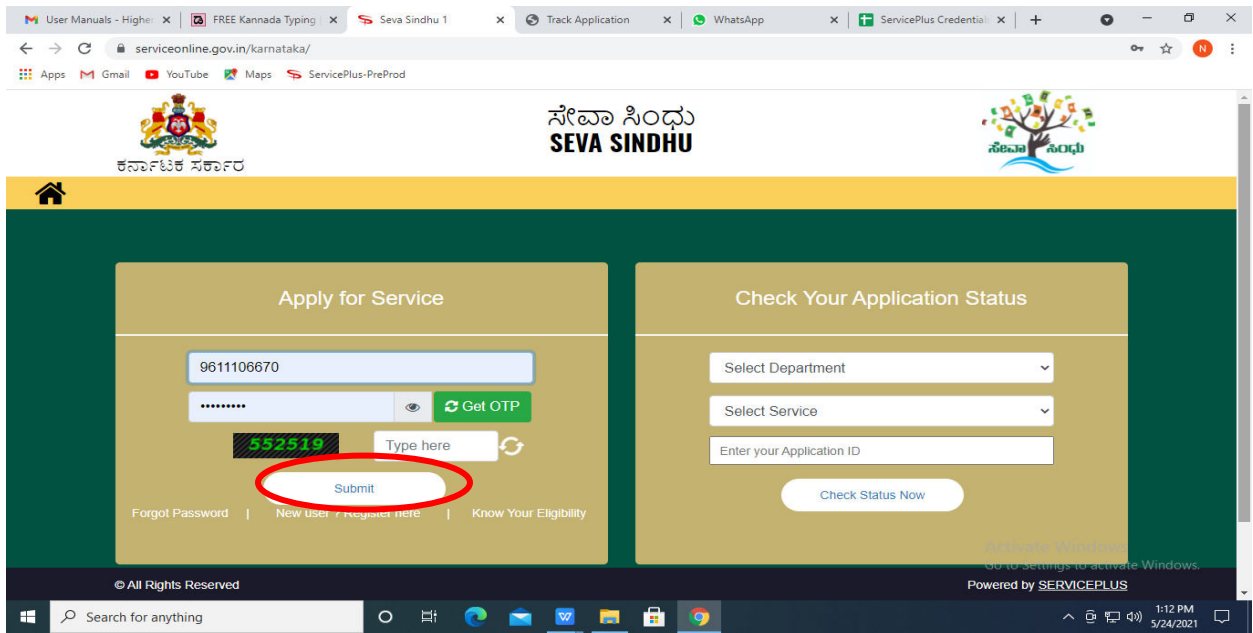 User Manuals - Higher
FREE Kannada Typing
Seva Sindhu 1
Track Application
WhatsApp
ServicePlus Credential
serviceonline.gov.in/karnataka/
N
Apps
Gmail
YouTube
Maps
ServicePlus-PreProd
ಕರ್ನಾಟಕ ಸರ್ಕಾರ
ಸೇವಾ ಸಿಂಧು
SEVA SINDHU
ಸೇವಾ ಸಿಂಧು
Apply for Service
9611106670
•••••••••
Get OTP
552519
Type here
Submit
Forgot Password | New user ? Register here | Know Your Eligibility
Check Your Application Status
Select Department
Select Service
Enter your Application ID
Check Status Now
Activate Windows
Go to Settings to activate Windows.
© All Rights Reserved
Powered by SERVICEPLUS
Search for anything
1:12 PM
5/24/2021